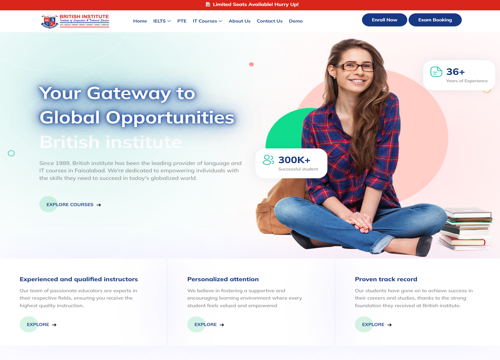 Limited Seats Available! Hurry Up!
BRITISH INSTITUTE
Home IELTS PTE IT Courses About Us Contact Us Demo
Enroll Now
Exam Booking
Your Gateway to
Global Opportunities
British institute
Since 1989, British institute has been the leading provider of language and
IT courses in Faisalabad. We're dedicated to empowering individuals with
the skills they need to succeed in today's globalized world.
EXPLORE COURSES
36+
Years of Experience
300K+
Successful student
Experienced and qualified instructors
Our team of passionate educators are experts in
their respective fields, ensuring you receive the
highest quality instruction.
EXPLORE
Personalized attention
We believe in fostering a supportive and
encouraging learning environment where every
student feels valued and empowered
EXPLORE
Proven track record
Our students have gone on to achieve success in
their careers and studies, thanks to the strong
foundation they received at British institute.
EXPLORE